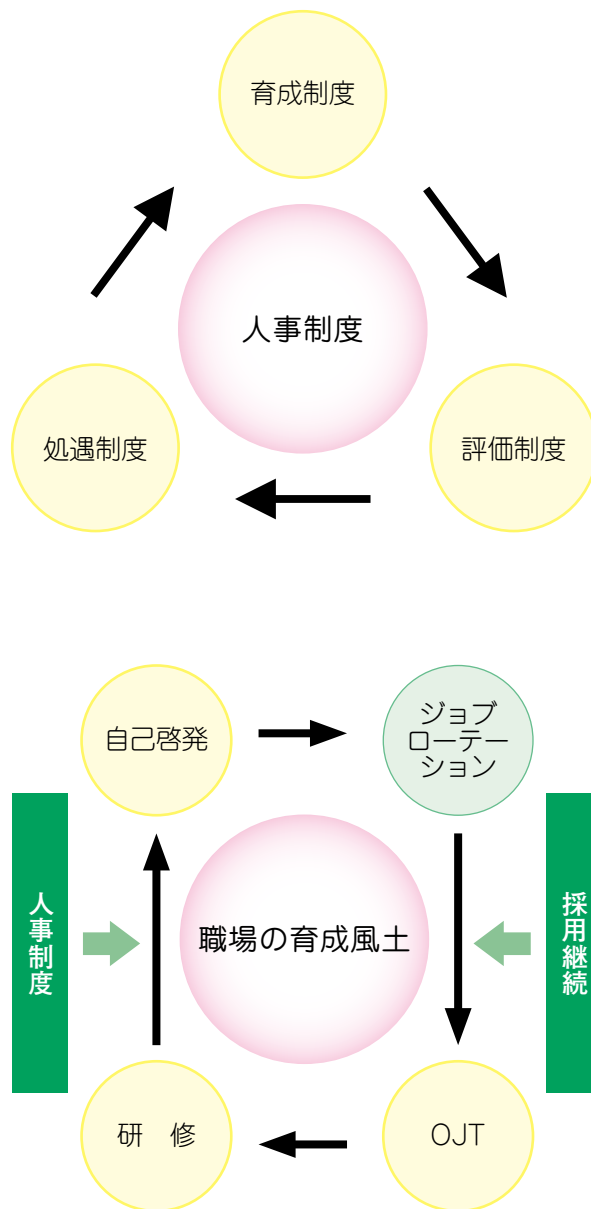 育成制度
人事制度
処遇制度
評価制度
自己啓発
ジョブ
ローテー
ション
人事制度
職場の育成風土
採用継続
研　修
OJT